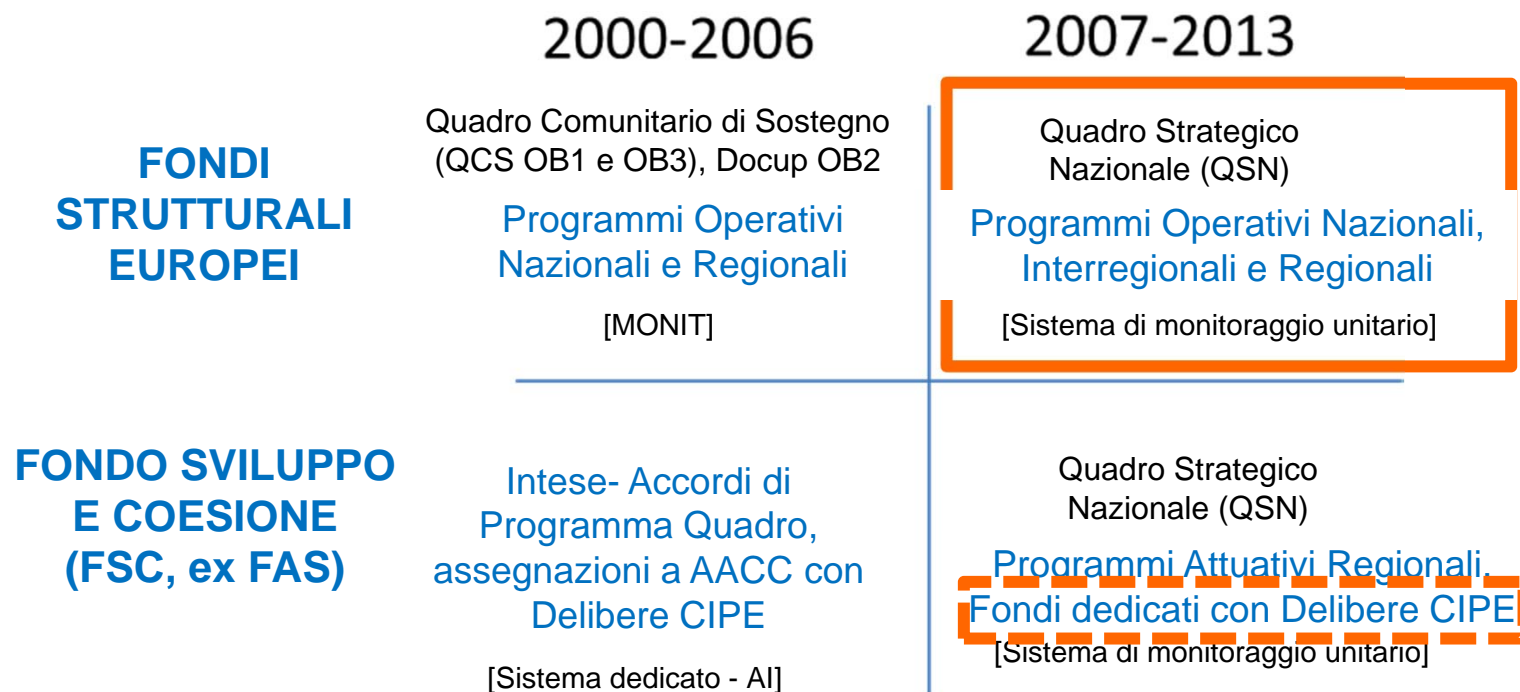 2000-2006
2007-2013
FONDI
STRUTTURALI
EUROPEI
Quadro Comunitario di Sostegno
(QCS OB1 e OB3), Docup OB2
Programmi Operativi
Nazionali e Regionali
[MONIT]
Quadro Strategico
Nazionale (QSN)
Programmi Operativi Nazionali,
Interregionali e Regionali
[Sistema di monitoraggio unitario]
FONDO SVILUPPO
E COESIONE
(FSC, ex FAS)
Intese- Accordi di
Programma Quadro,
assegnazioni a AACC con
Delibere CIPE
[Sistema dedicato - AI]
Quadro Strategico
Nazionale (QSN)
Programmi Attuativi Regionali,
Fondi dedicati con Delibere CIPE
[Sistema di monitoraggio unitario]